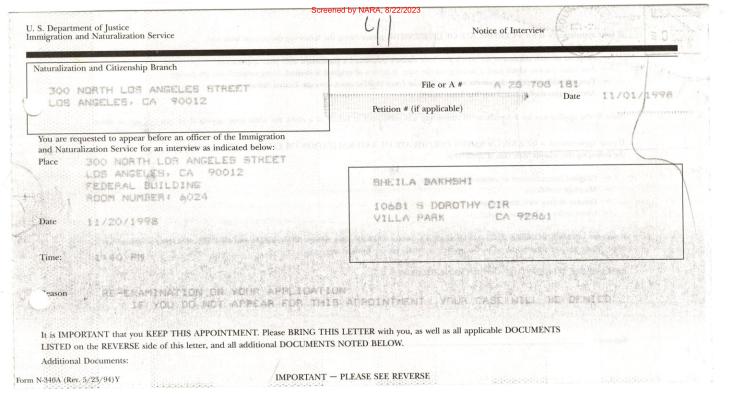 Screened by NARA, 8/22/2023
41
U. S. Department of Justice
Immigration and Naturalization Service
Notice of Interview
Naturalization and Citizenship Branch
300 NORTH LOS ANGELES STREET
LOS ANGELES, CA 90012
File or A # A 28 708 181
Date 11/01/1998
Petition # (if applicable)
You are requested to appear before an officer of the Immigration
and Naturalization Service for an interview as indicated below:
Place 300 NORTH LOS ANGELES STREET
LOS ANGELES, CA 90012
FEDERAL BUILDING
ROOM NUMBER: 6024
SHEILA BAKHSHI
10681 S DOROTHY CIR
VILLA PARK CA 92861
Date 11/20/1998
Time: 1:40 PM
Reason RE-EXAMINATION ON YOUR APPLICATION
IF YOU DO NOT APPEAR FOR THIS APPOINTMENT, YOUR CASE WILL BE DENIED
It is IMPORTANT that you KEEP THIS APPOINTMENT. Please BRING THIS LETTER with you, as well as all applicable DOCUMENTS
LISTED on the REVERSE side of this letter, and all additional DOCUMENTS NOTED BELOW.
Additional Documents:
Form N-346A (Rev. 5/23/94)Y
IMPORTANT — PLEASE SEE REVERSE